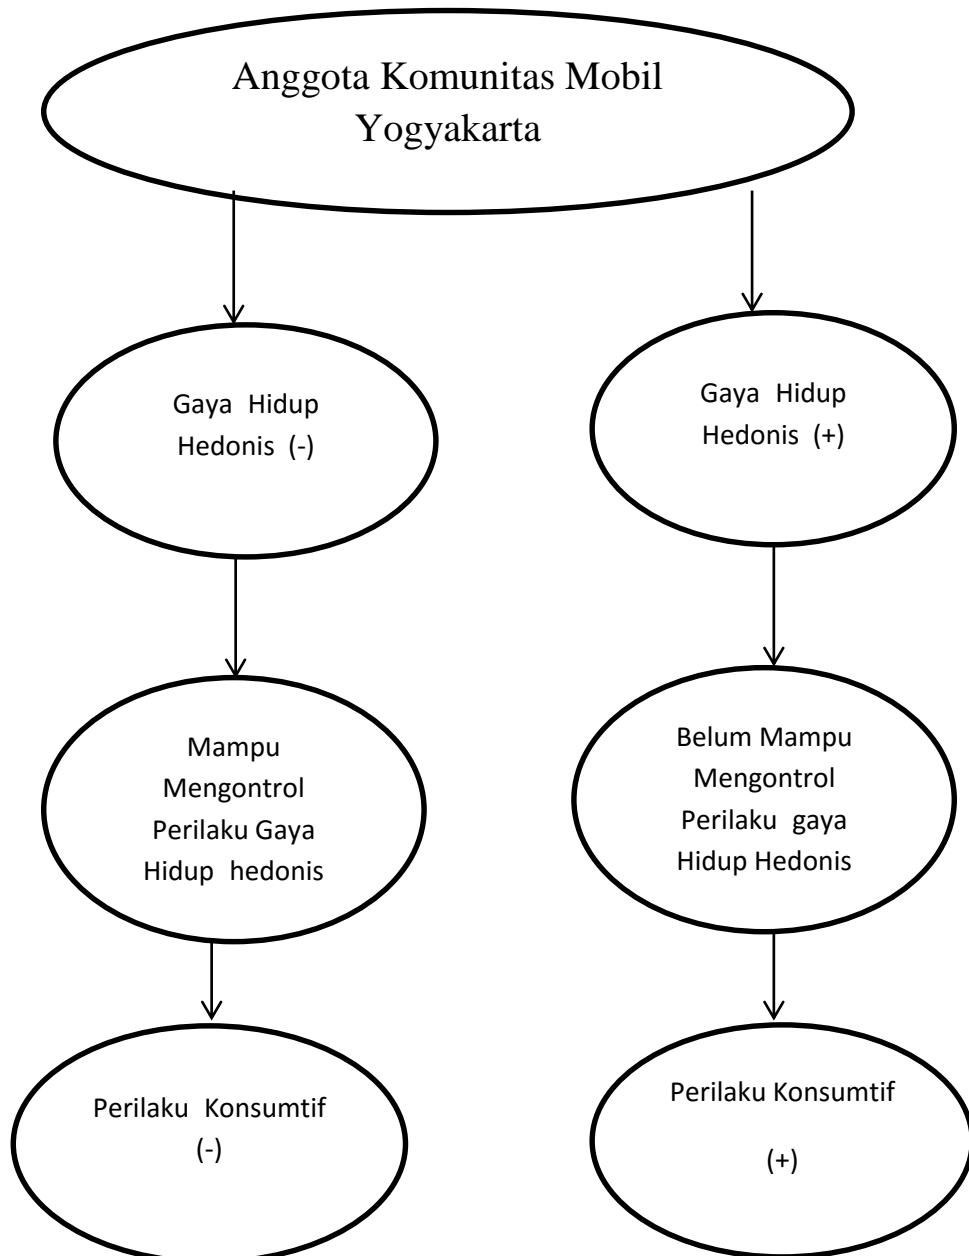 Anggota Komunitas Mobil
Yogyakarta
Gaya Hidup
Hedonis (-)
Gaya Hidup
Hedonis (+)
Mampu
Mengontrol
Perilaku Gaya
Hidup hedonis
Belum Mampu
Mengontrol
Perilaku gaya
Hidup Hedonis
Perilaku Konsumtif
(-)
Perilaku Konsumtif
(+)